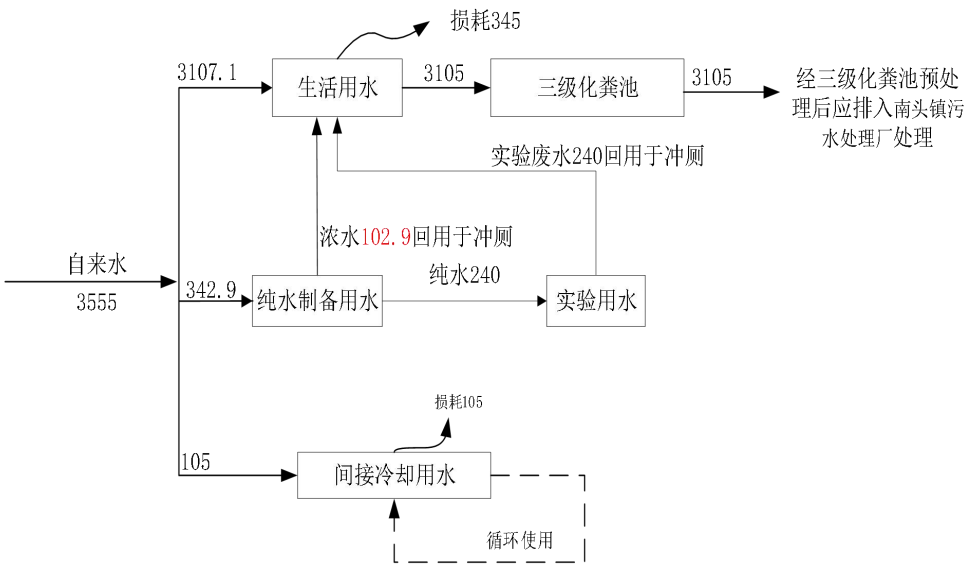 损耗345
3107.1
生活用水
3105
三级化粪池
3105
经三级化粪池预处
理后应排入南头镇污
水处理厂处理
实验废水240回用于冲厕
浓水102.9回用于冲厕
自来水
3555
342.9
纯水制备用水
纯水240
实验用水
损耗105
105
间接冷却用水
循环使用